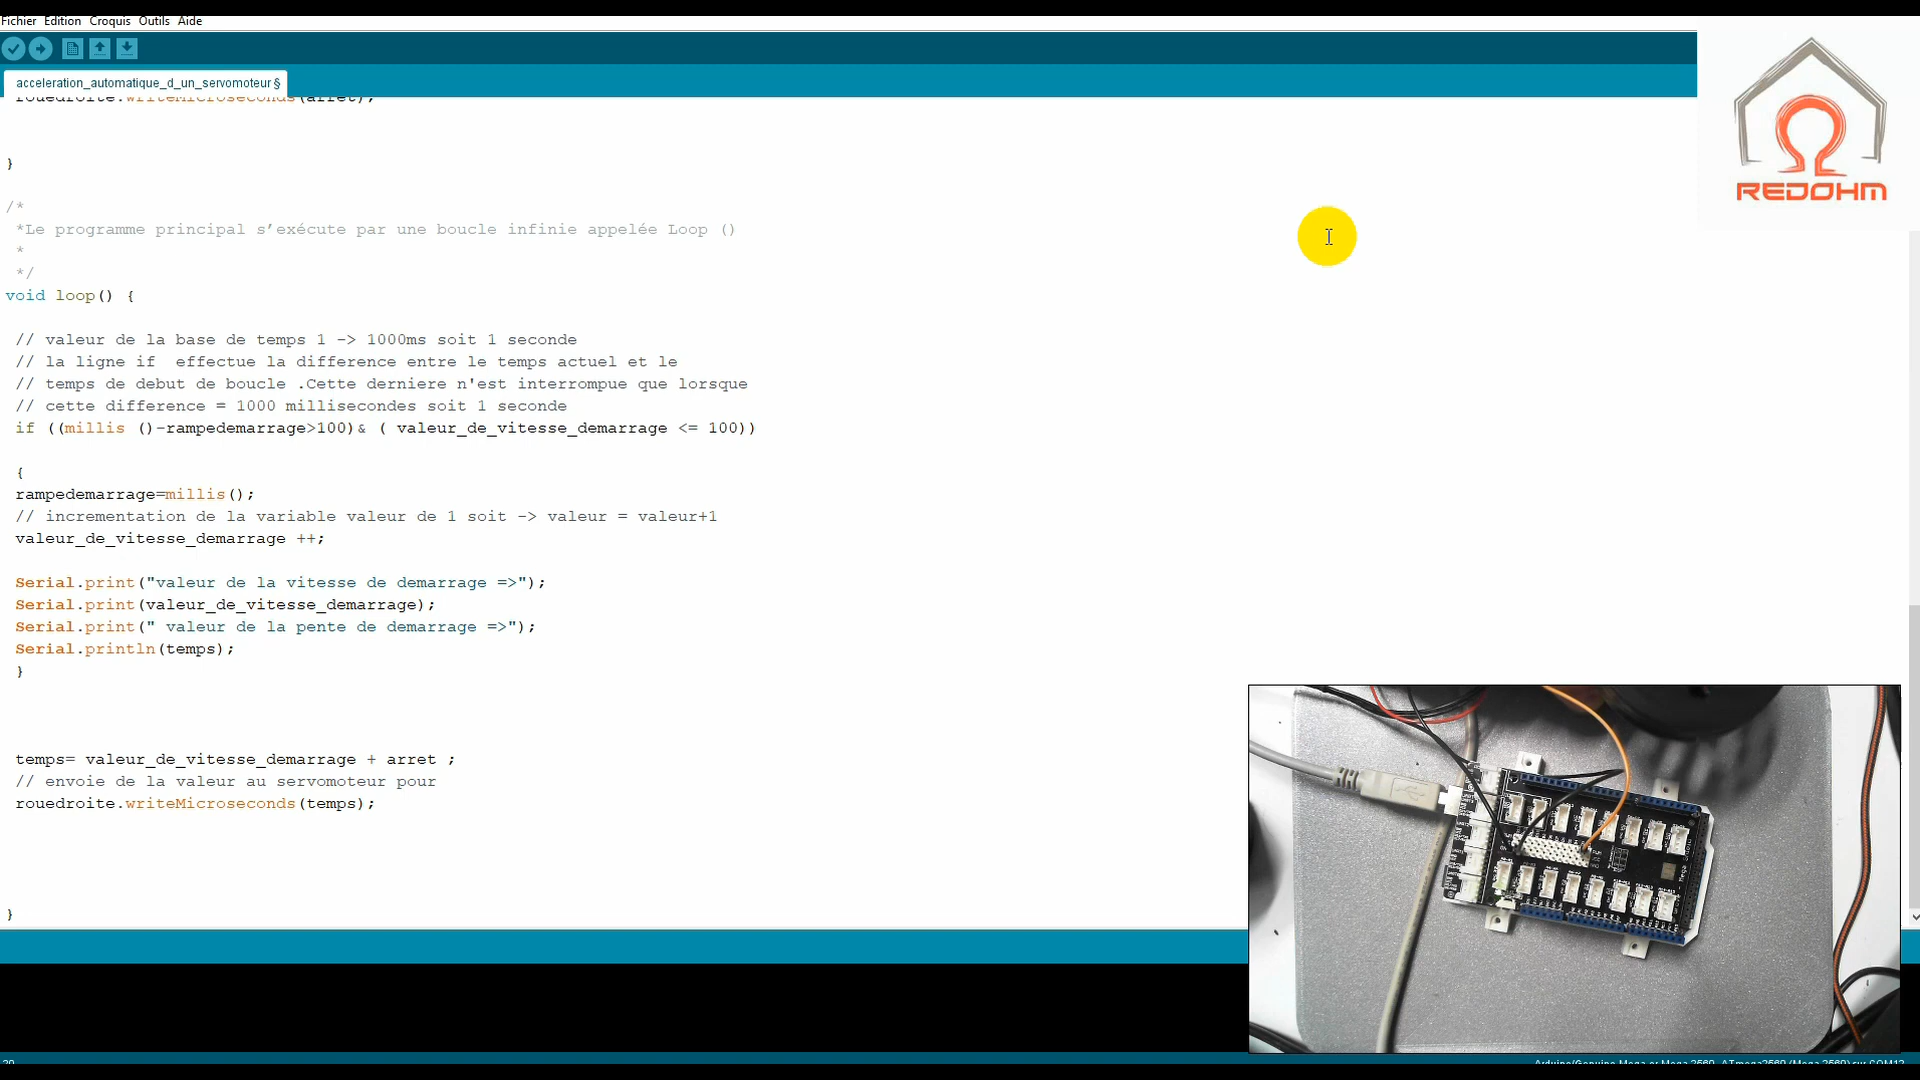 Fichier Edition Croquis Outils Aide
acceleration_automatique_d_un_servomoteur §
rouedroite.writeMicroseconds(arret);
}
/*
*Le programme principal s’exécute par une boucle infinie appelée Loop ()
*
*/
void loop() {
// valeur de la base de temps 1 -> 1000ms soit 1 seconde
// la ligne if  effectue la difference entre le temps actuel et le
// temps de debut de boucle .Cette derniere n'est interrompue que lorsque
// cette difference = 1000 millisecondes soit 1 seconde
if ((millis ()-rampedemarrage>100)& ( valeur_de_vitesse_demarrage <= 100))
{
rampedemarrage=millis();
// incrementation de la variable valeur de 1 soit -> valeur = valeur+1
valeur_de_vitesse_demarrage ++;
Serial.print("valeur de la vitesse de demarrage =>");
Serial.print(valeur_de_vitesse_demarrage);
Serial.print(" valeur de la pente de demarrage =>");
Serial.println(temps);
}
temps= valeur_de_vitesse_demarrage + arret ;
// envoie de la valeur au servomoteur pour
rouedroite.writeMicroseconds(temps);
}
REDOHM